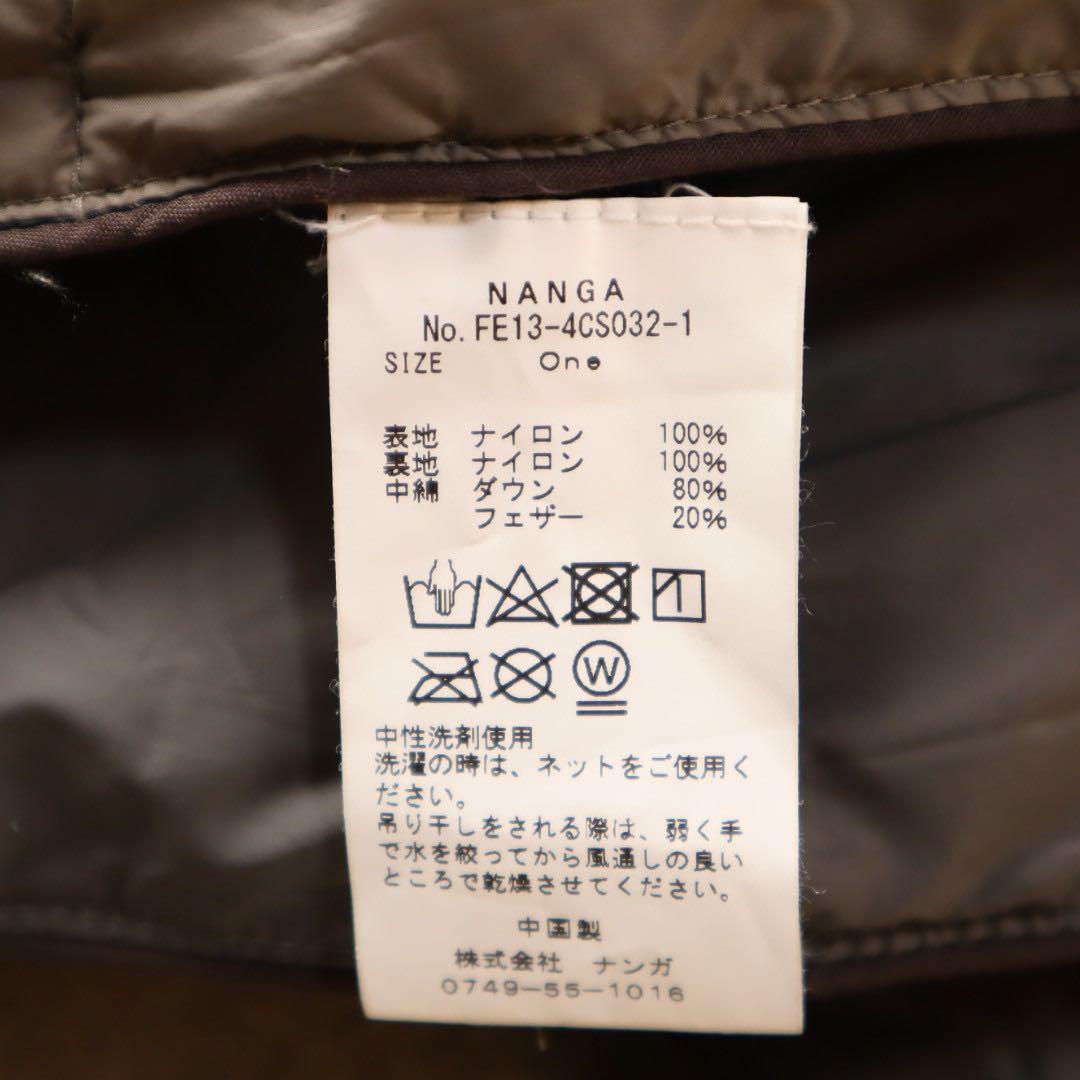 NANGA
No. FE13-4CS032-1
SIZE One
表地 ナイロン 100%
裏地 ナイロン 100%
中綿 ダウン 80%
フェザー 20%
W
中性洗剤使用
洗濯の時は、ネットをご使用く
ださい。
吊り干しをされる際は、弱く手
で水を絞ってから風通しの良い
ところで乾燥させてください。
中国製
株式会社 ナンガ
0749-55-1016